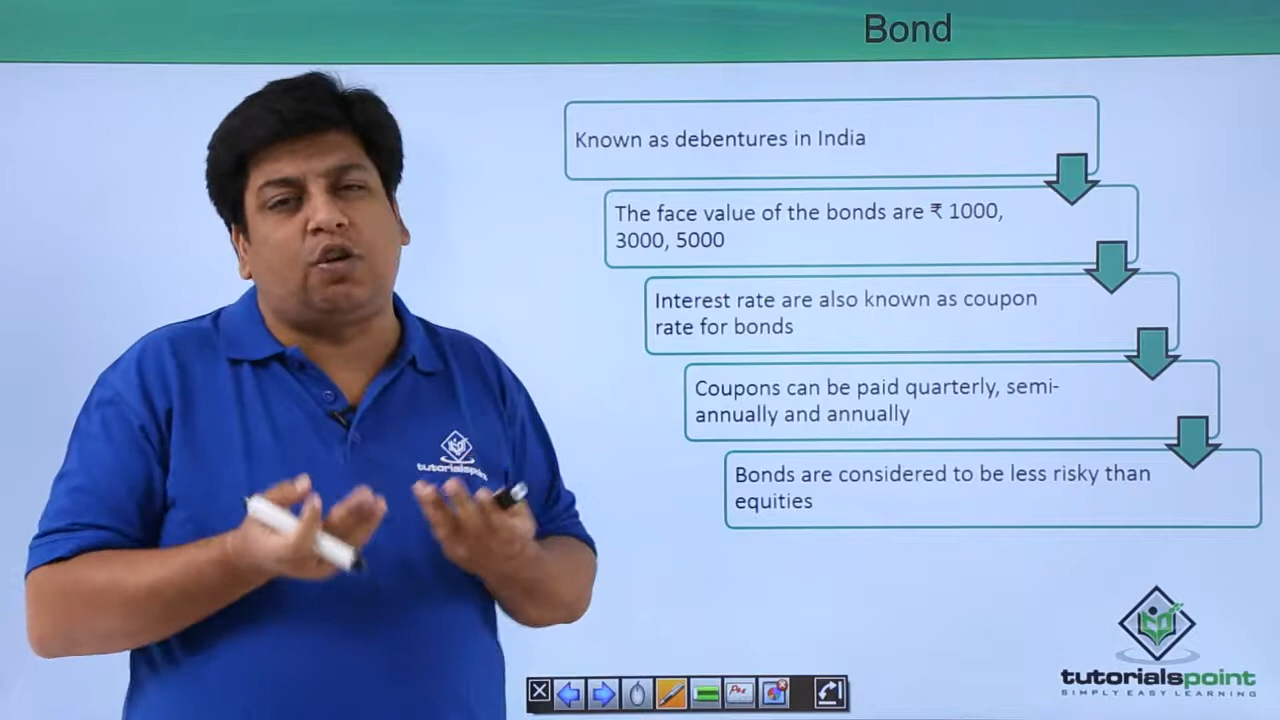 Bond
Known as debentures in India
The face value of the bonds are ₹ 1000,
3000, 5000
Interest rate are also known as coupon
rate for bonds
Coupons can be paid quarterly, semi-
annually and annually
Bonds are considered to be less risky than
equities
tutorialspoint
tutorialspoint
SIMPLY EASY LEARNING